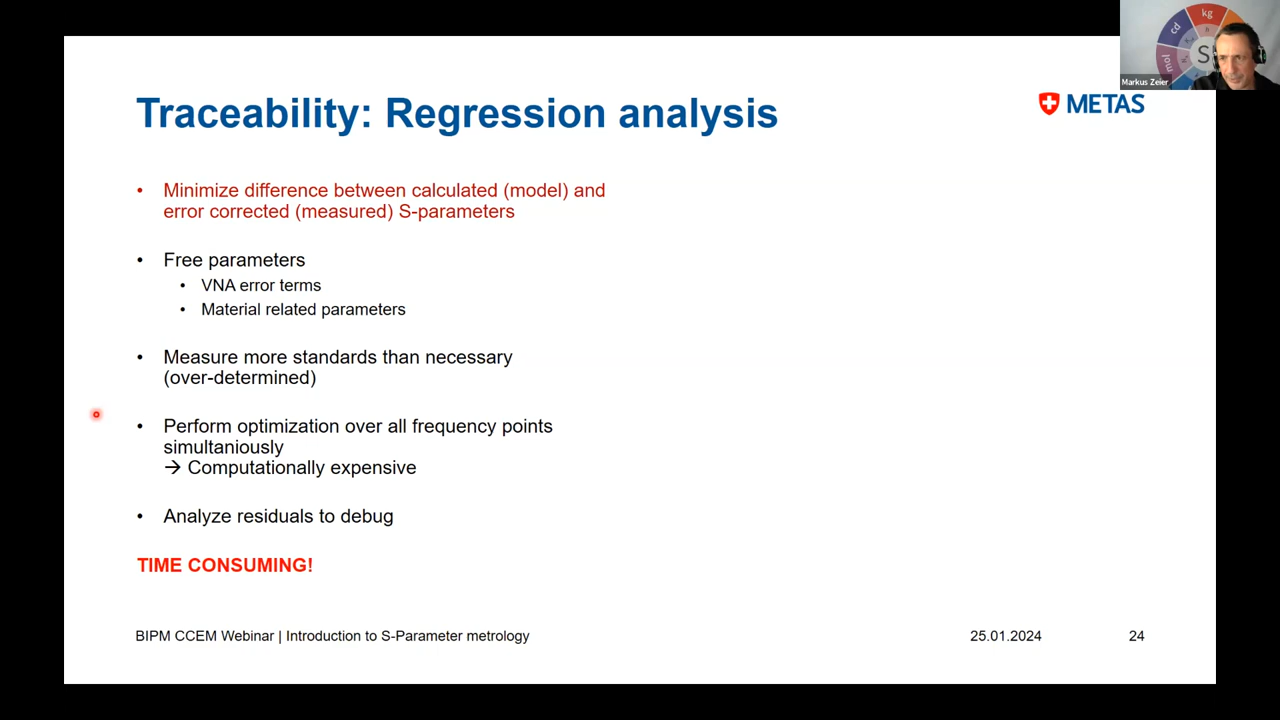 kg
cd
mol
S
Markus Zeier
METAS
Traceability: Regression analysis
• Minimize difference between calculated (model) and
error corrected (measured) S-parameters
• Free parameters
• VNA error terms
• Material related parameters
• Measure more standards than necessary
(over-determined)
• Perform optimization over all frequency points
simultaniously
→ Computationally expensive
• Analyze residuals to debug
TIME CONSUMING!
BIPM CCEM Webinar | Introduction to S-Parameter metrology
25.01.2024
24